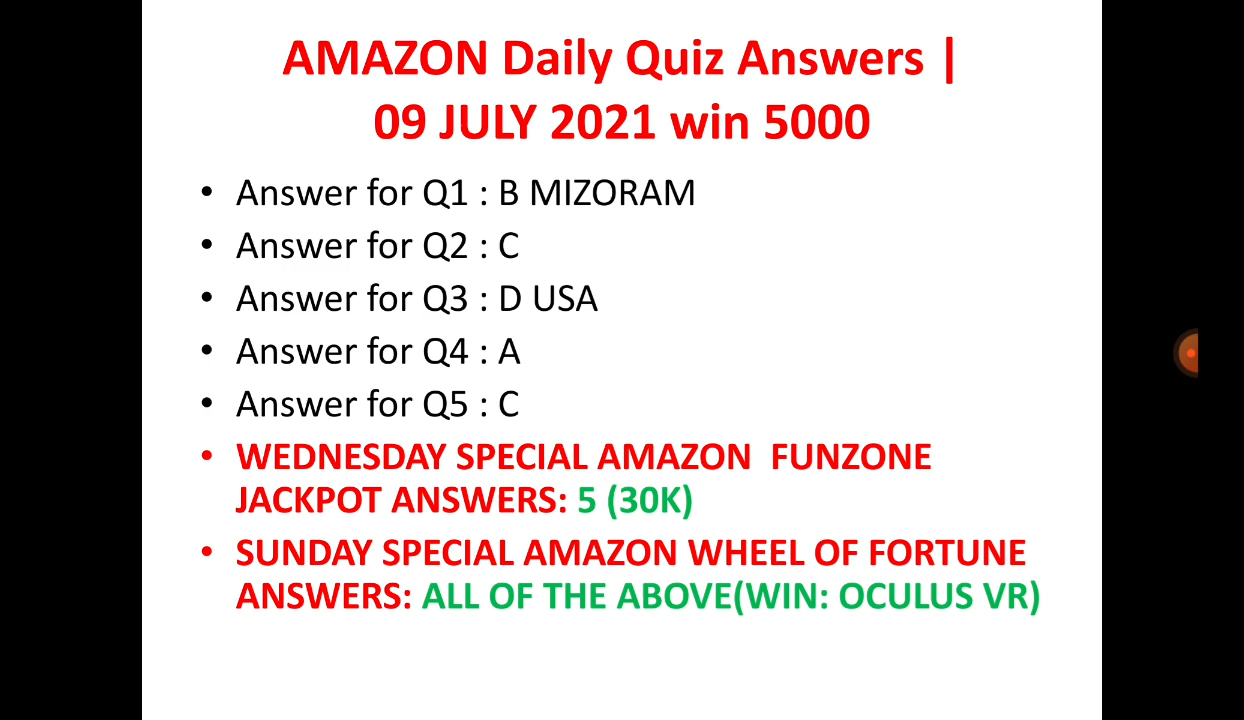 AMAZON Daily Quiz Answers |
09 JULY 2021 win 5000
• Answer for Q1 : B MIZORAM
• Answer for Q2 : C
• Answer for Q3 : D USA
• Answer for Q4 : A
• Answer for Q5 : C
• WEDNESDAY SPECIAL AMAZON FUNZONE
JACKPOT ANSWERS: 5 (30K)
• SUNDAY SPECIAL AMAZON WHEEL OF FORTUNE
ANSWERS: ALL OF THE ABOVE(WIN: OCULUS VR)